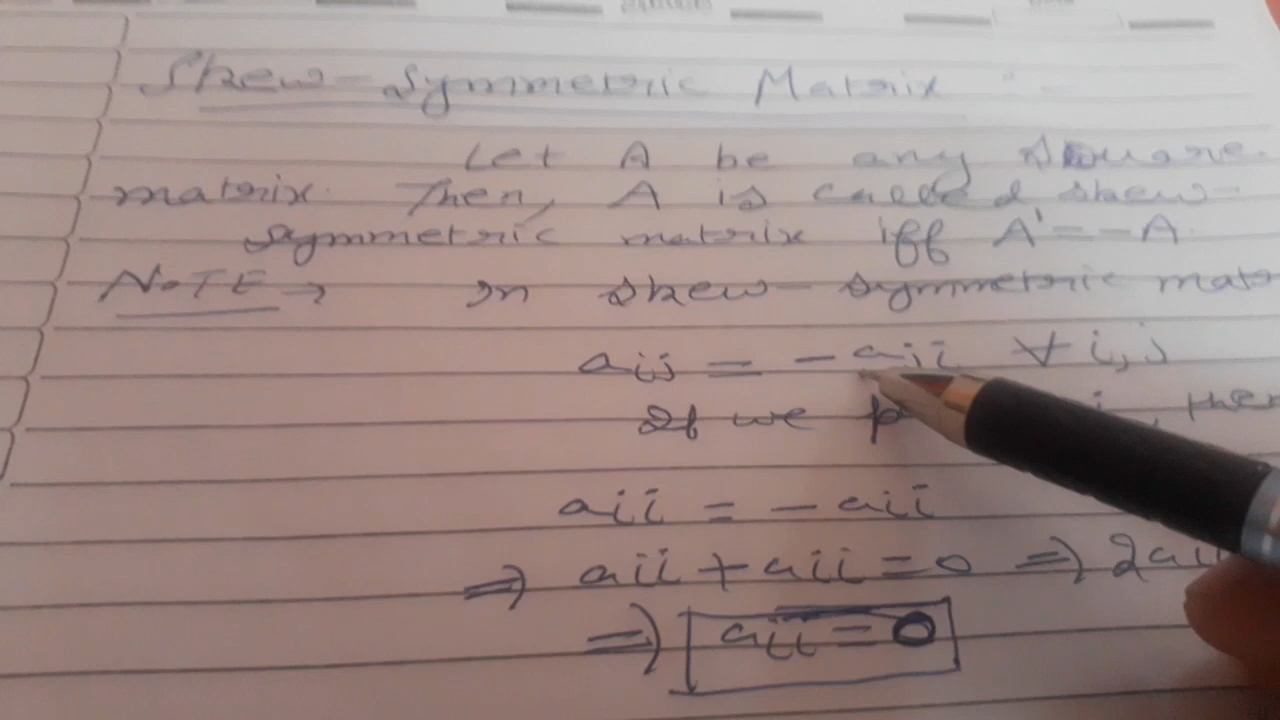 Skew-Symmetric Matrix :-
Let A be any square
matrix. Then, A is called skew-
symmetric matrix iff A' = -A.
NOTE → In skew-symmetric
aij = -aji ∀ i,j
If we
aii = -aii
⇒ aii + aii = 0 ⇒ 2aii
⇒ aii = 0